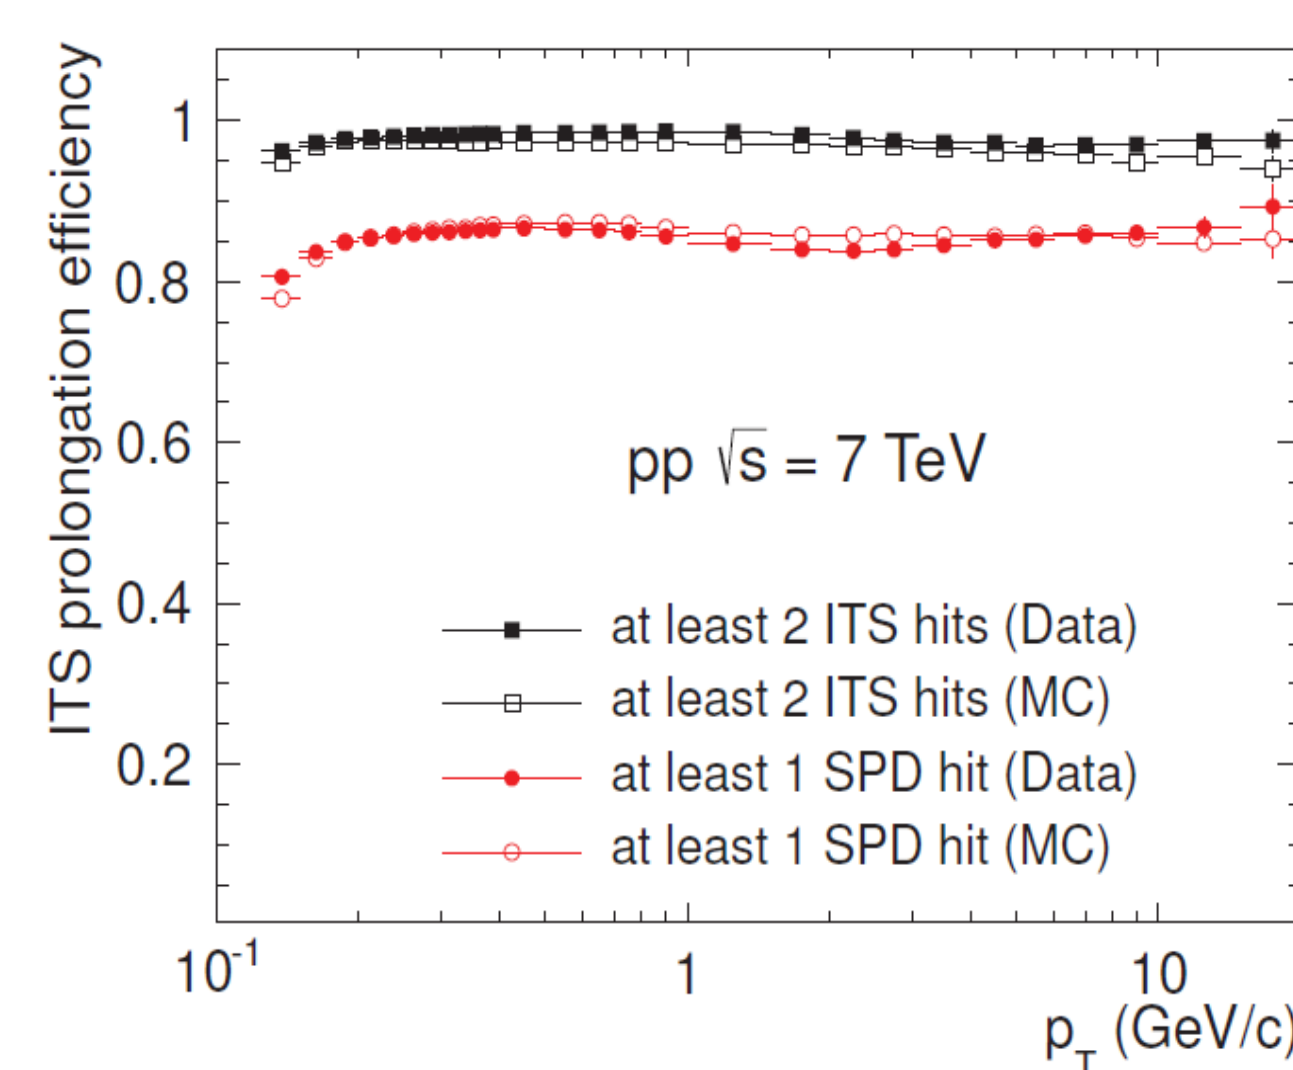 ITS prolongation efficiency
1
0.8
0.6
0.4
0.2
pp √s = 7 TeV
at least 2 ITS hits (Data)
at least 2 ITS hits (MC)
at least 1 SPD hit (Data)
at least 1 SPD hit (MC)
10⁻¹ 1 10
p_T (GeV/c)